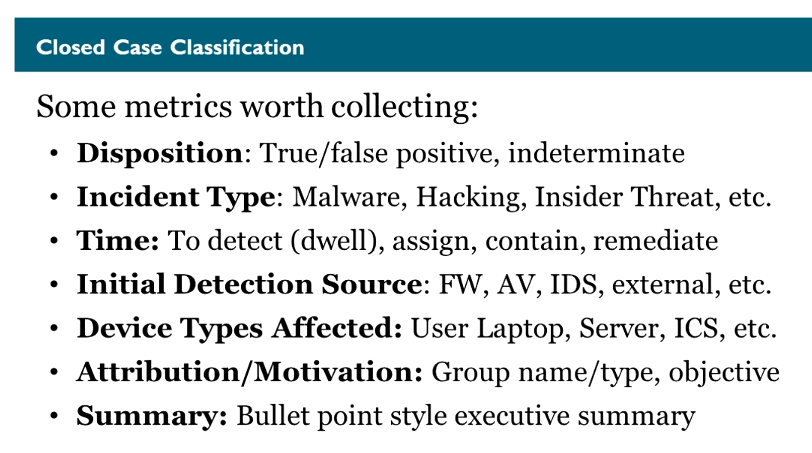 Closed Case Classification
Some metrics worth collecting:
• Disposition: True/false positive, indeterminate
• Incident Type: Malware, Hacking, Insider Threat, etc.
• Time: To detect (dwell), assign, contain, remediate
• Initial Detection Source: FW, AV, IDS, external, etc.
• Device Types Affected: User Laptop, Server, ICS, etc.
• Attribution/Motivation: Group name/type, objective
• Summary: Bullet point style executive summary